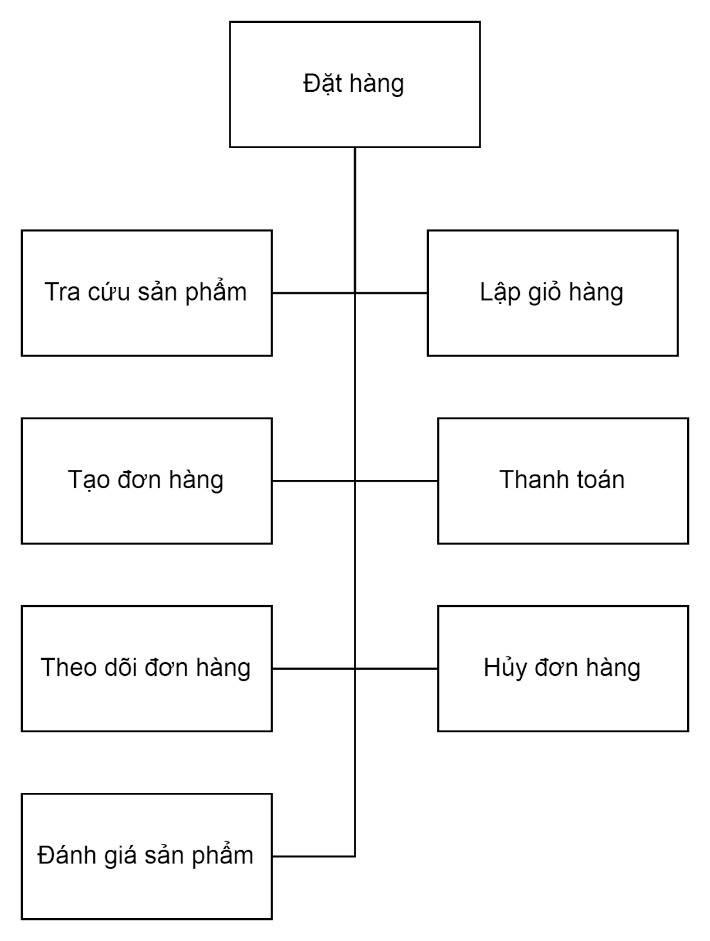 Đặt hàng
Tra cứu sản phẩm
Lập giỏ hàng
Tạo đơn hàng
Thanh toán
Theo dõi đơn hàng
Hủy đơn hàng
Đánh giá sản phẩm